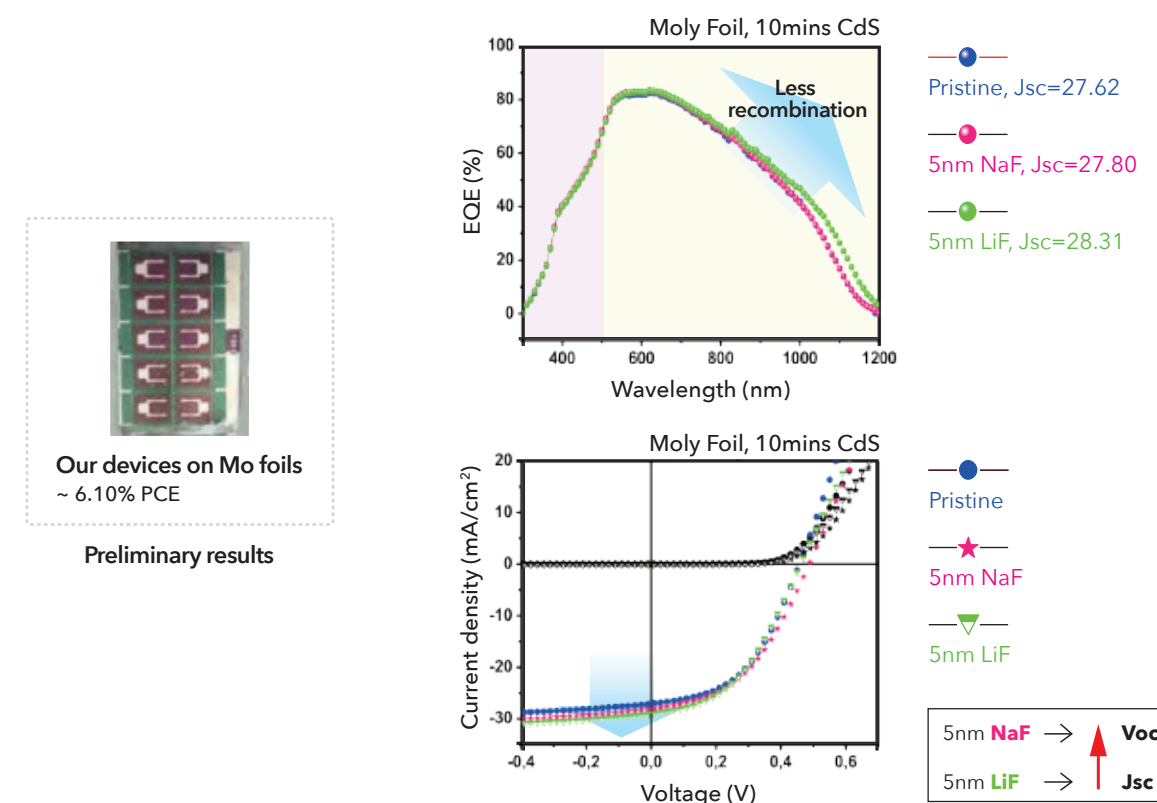 Moly Foil, 10mins CdS
100
80
60
40
20
0
EQE (%)
400
600
800
1000
1200
Wavelength (nm)
Less
recombination
Pristine, Jsc=27.62
5nm NaF, Jsc=27.80
5nm LiF, Jsc=28.31
Our devices on Mo foils
~ 6.10% PCE
Preliminary results
Moly Foil, 10mins CdS
20
10
0
-10
-20
-30
Current density (mA/cm²)
-0,4
-0,2
0,0
0,2
0,4
0,6
Voltage (V)
Pristine
5nm NaF
5nm LiF
5nm NaF → Voc
5nm LiF → Jsc